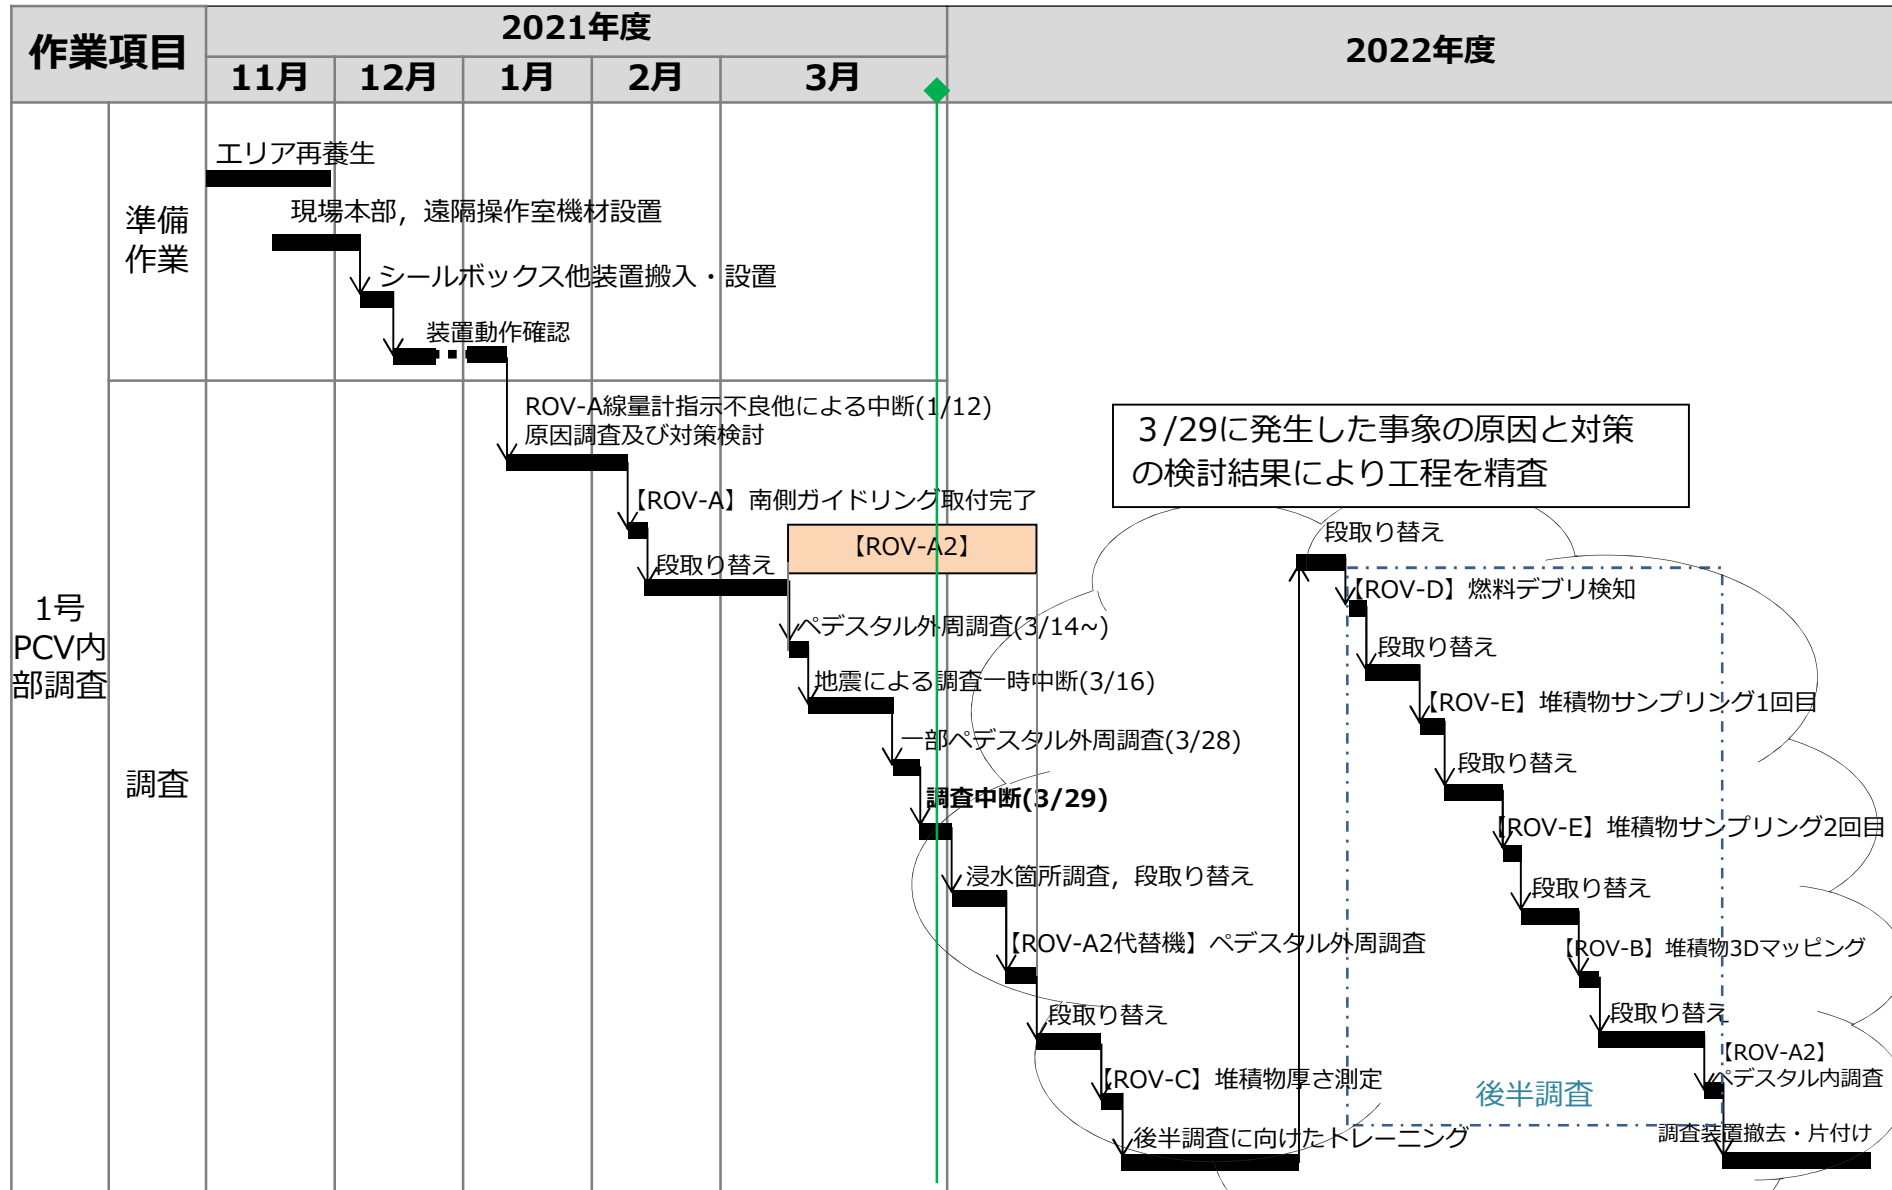 作業項目
2021年度
2022年度
11月
12月
1月
2月
3月
1号
PCV内
部調査
準備
作業
エリア再養生
現場本部，遠隔操作室機材設置
シールボックス他装置搬入・設置
装置動作確認
調査
ROV-A線量計指示不良他による中断(1/12)
原因調査及び対策検討
【ROV-A】南側ガイドリング取付完了
【ROV-A2】
段取り替え
ペデスタル外周調査(3/14~)
地震による調査一時中断(3/16)
一部ペデスタル外周調査(3/28)
調査中断(3/29)
浸水箇所調査，段取り替え
【ROV-A2代替機】ペデスタル外周調査
段取り替え
【ROV-C】堆積物厚さ測定
後半調査に向けたトレーニング
３/29に発生した事象の原因と対策
の検討結果により工程を精査
段取り替え
【ROV-D】燃料デブリ検知
段取り替え
【ROV-E】堆積物サンプリング1回目
段取り替え
【ROV-E】堆積物サンプリング2回目
段取り替え
【ROV-B】堆積物3Dマッピング
段取り替え
【ROV-A2】
ペデスタル内調査
後半調査
調査装置撤去・片付け